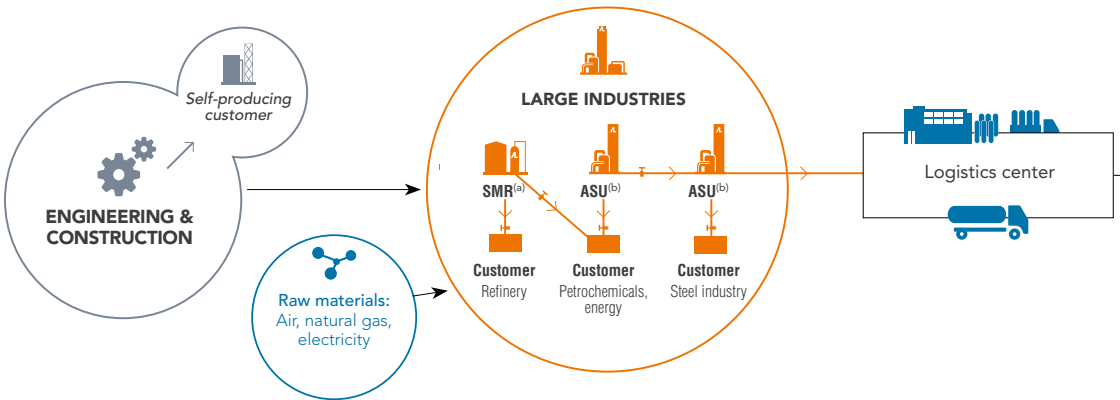 Self-producing
customer
ENGINEERING &
CONSTRUCTION
Raw materials:
Air, natural gas,
electricity
LARGE INDUSTRIES
SMR(a)
ASU(b)
ASU(b)
Customer
Refinery
Customer
Petrochemicals,
energy
Customer
Steel industry
Logistics center